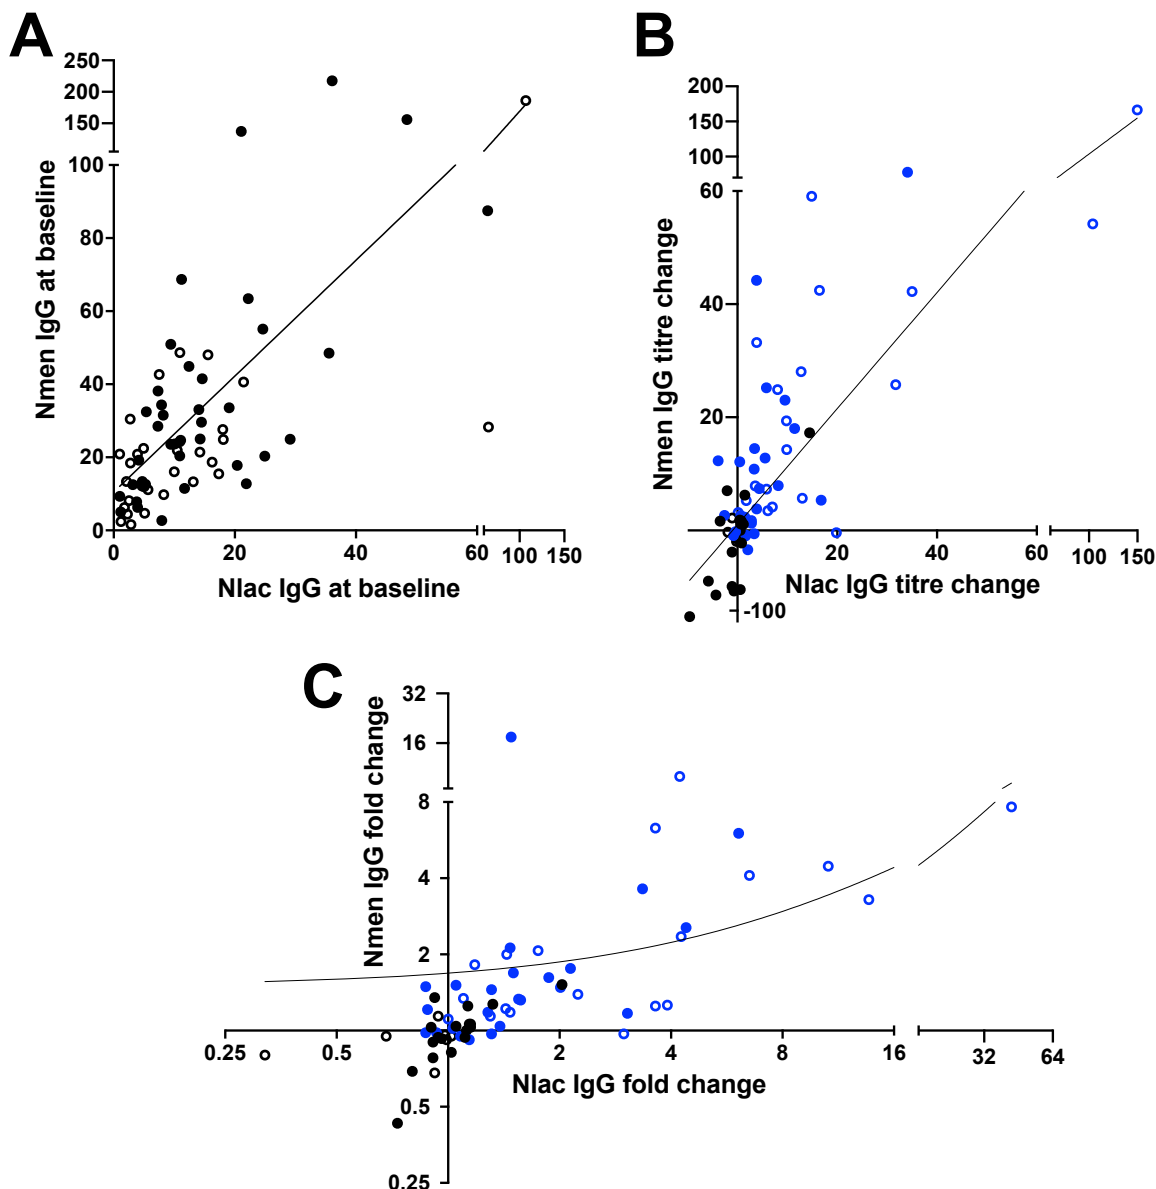 A
250
200
150
100
80
60
40
20
0
Nmen IgG at baseline
0 20 40 60 100 150
Nlac IgG at baseline
B
200
150
100
60
40
20
Nmen IgG titre change
20 40 60 100 150
Nlac IgG titre change
-100
C
32
16
8
4
2
0.5
0.25
Nmen IgG fold change
0.25 0.5 2 4 8 16 32 64
Nlac IgG fold change